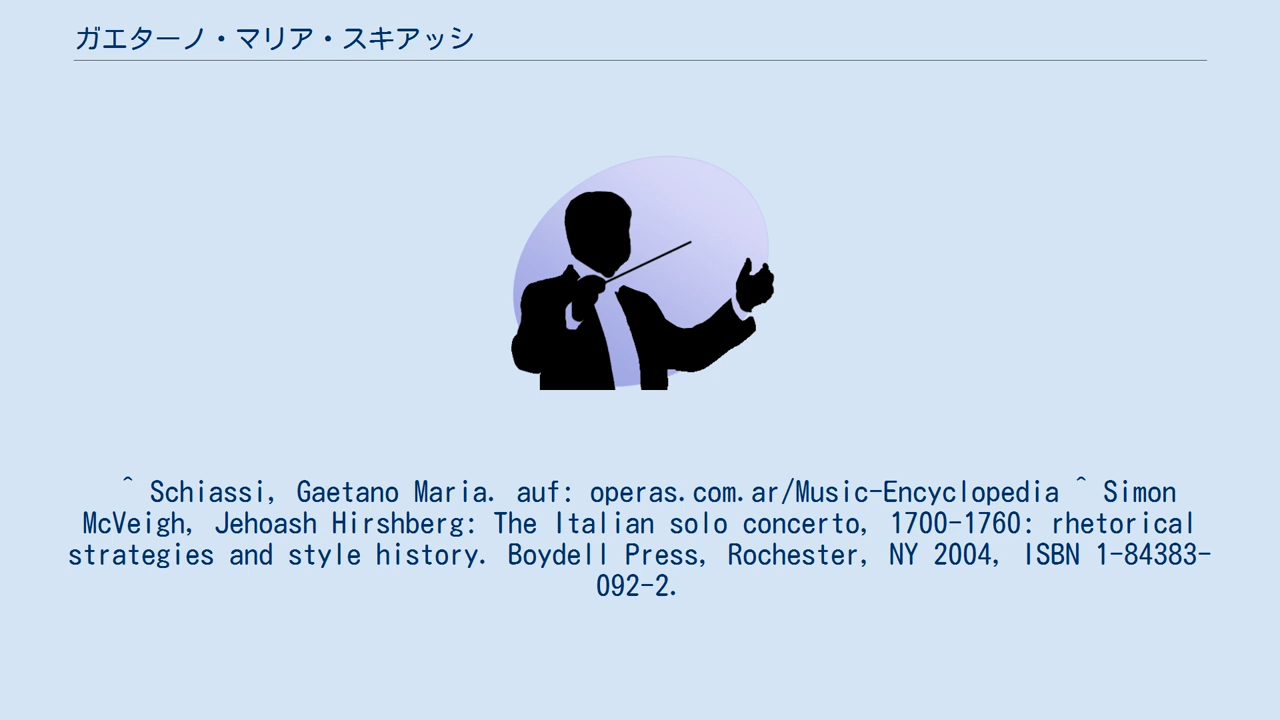 ガエターノ・マリア・スキアッシ
^ Schiassi, Gaetano Maria. auf: operas.com.ar/Music-Encyclopedia ^ Simon
McVeigh, Jehoash Hirshberg: The Italian solo concerto, 1700-1760: rhetorical
strategies and style history. Boydell Press, Rochester, NY 2004, ISBN 1-84383-
092-2.